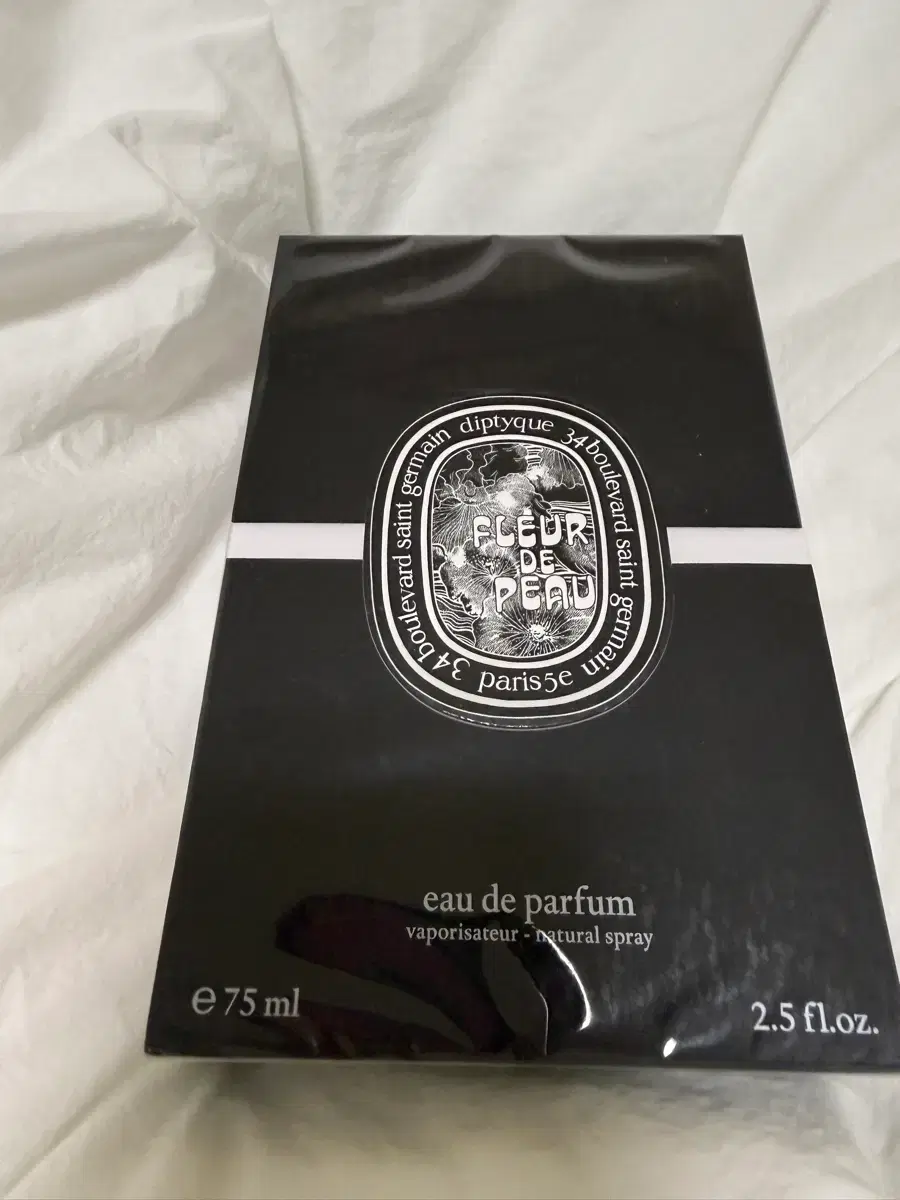 diptyque 34 boulevard saint germain
paris 5e
34 boulevard saint germain
FLEUR
DE
PEAU
eau de parfum
vaporisateur - natural spray
e 75 ml
2.5 fl.oz.